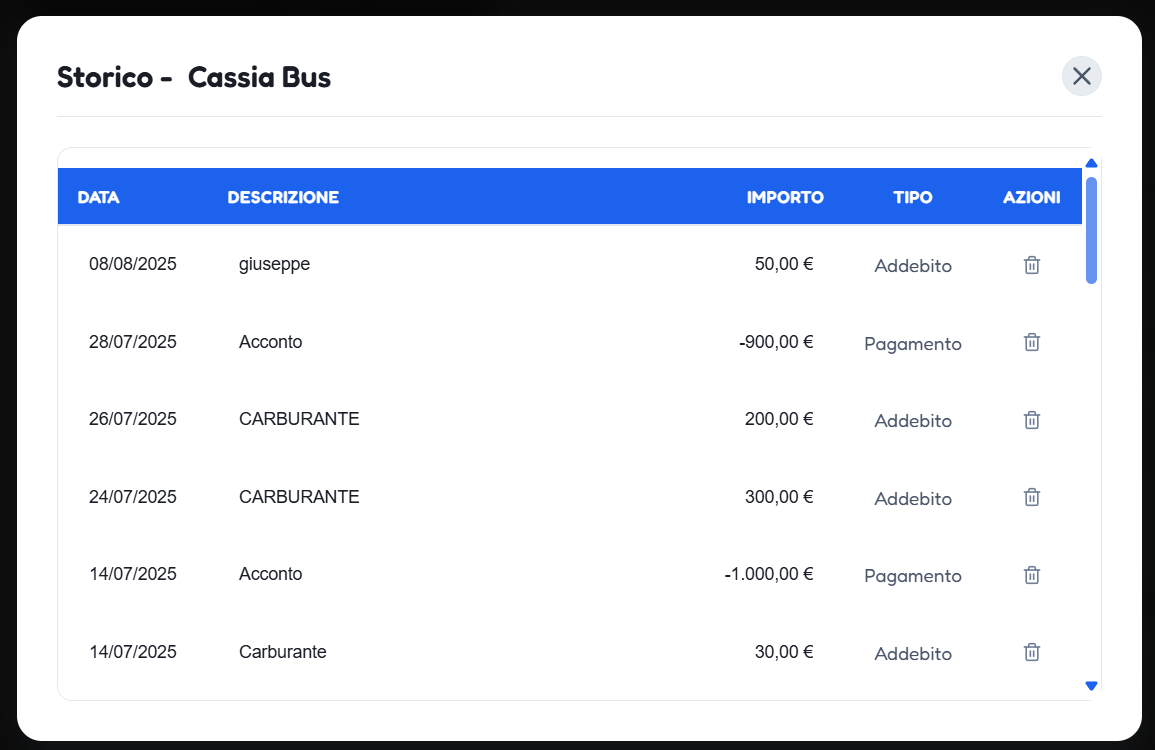 Storico - Cassia Bus
DATA DESCRIZIONE IMPORTO TIPO AZIONI
08/08/2025 giuseppe 50,00 € Addebito
28/07/2025 Acconto -900,00 € Pagamento
26/07/2025 CARBURANTE 200,00 € Addebito
24/07/2025 CARBURANTE 300,00 € Addebito
14/07/2025 Acconto -1.000,00 € Pagamento
14/07/2025 Carburante 30,00 € Addebito